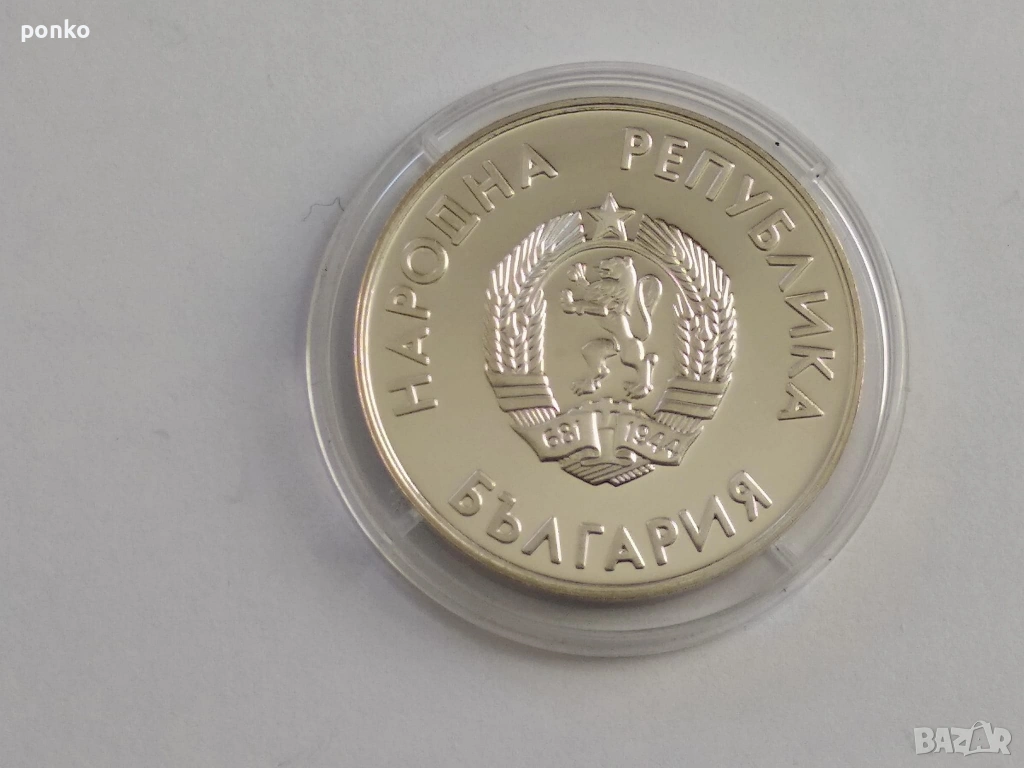 ponko
НАРОДНА РЕПУБЛИКА
681 1944
БЪЛГАРИЯ
BAZAR